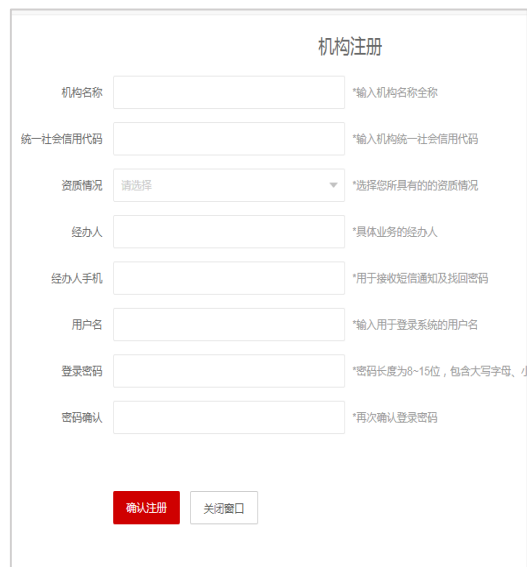 机构注册
机构名称 *输入机构名称全称
统一社会信用代码 *输入机构统一社会信用代码
资质情况 请选择 *选择您所具有的的资质情况
经办人 *具体业务的经办人
经办人手机 *用于接收短信通知及找回密码
用户名 *输入用于登录系统的用户名
登录密码 *密码长度为8~15位，包含大写字母、小
密码确认 *再次确认登录密码
确认注册 关闭窗口